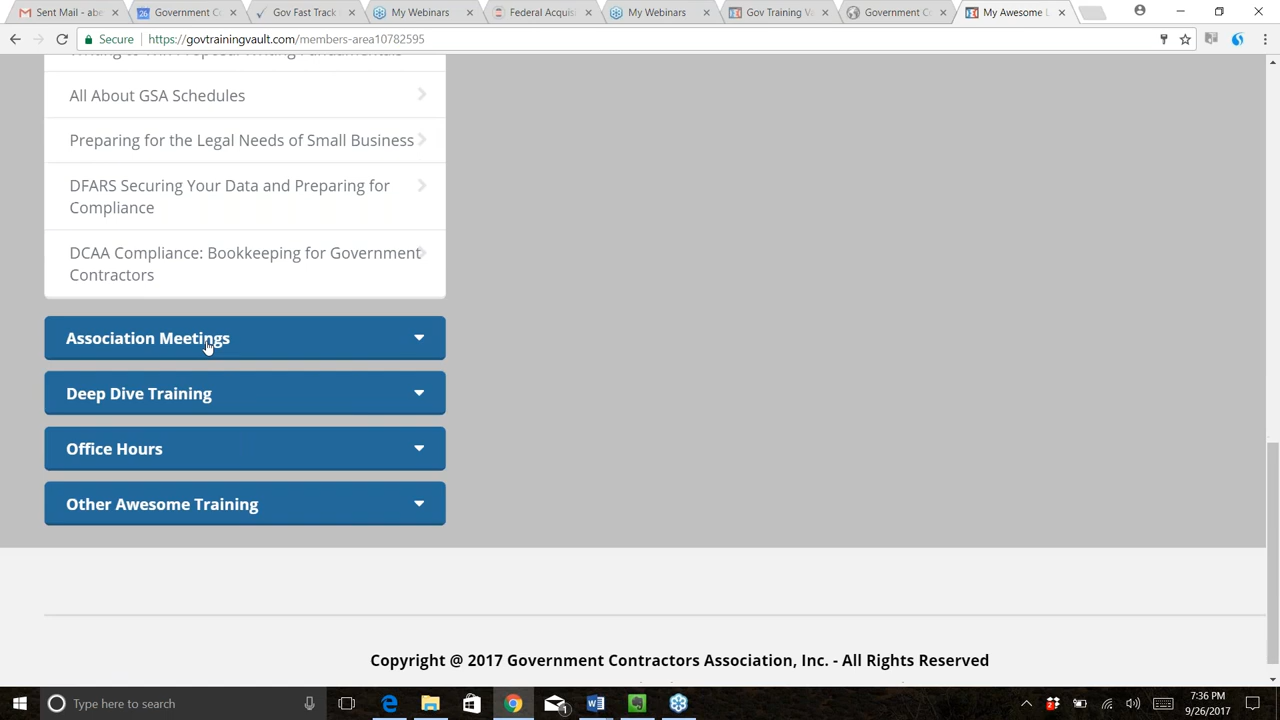 Sent Mail - abe
Government C
Gov Fast Track
My Webinars
Federal Acquis
My Webinars
Gov Training V
Government C
My Awesome
Secure
https://govtrainingvault.com/members-area10782595
All About GSA Schedules
Preparing for the Legal Needs of Small Business
DFARS Securing Your Data and Preparing for
Compliance
DCAA Compliance: Bookkeeping for Government
Contractors
Association Meetings
Deep Dive Training
Office Hours
Other Awesome Training
Copyright @ 2017 Government Contractors Association, Inc. - All Rights Reserved
Type here to search
7:36 PM
9/26/2017